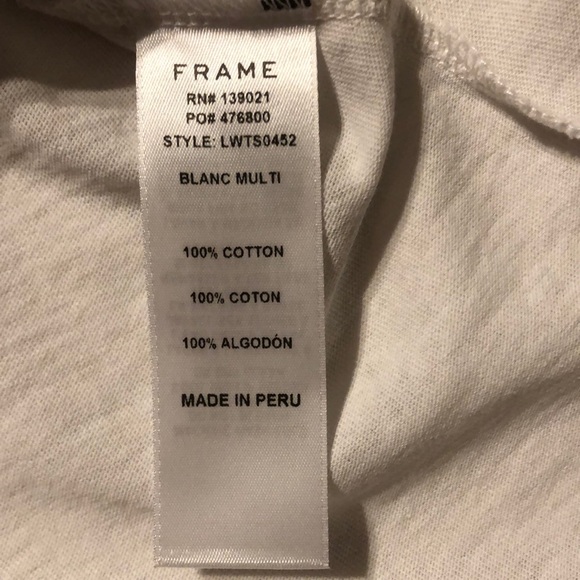 FRAME
RN# 139021
PO# 476800
STYLE: LWTS0452
BLANC MULTI
100% COTTON
100% COTON
100% ALGODÓN
MADE IN PERU